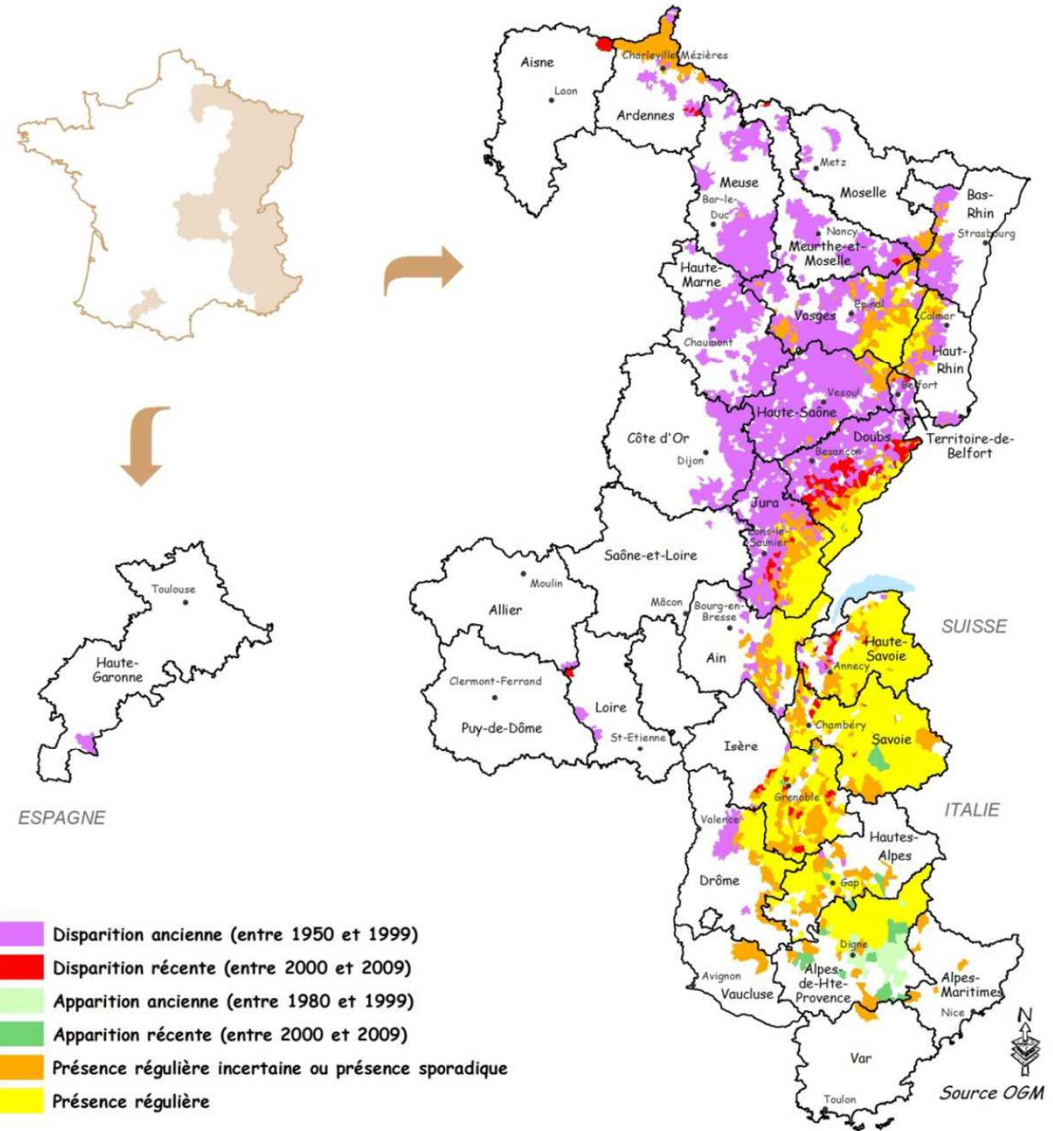 Aisne
Laon
Charleville Mézières
Ardennes
Meuse
Bar-le-
Duc
Metz
Moselle
Bas-
Rhin
Strasbourg
Nancy
Meurthe-et-
Moselle
Haute-
Marne
Chaumont
Vosges
Epinal
Colmar
Haut-
Rhin
Belfort
Vesoul
Haute-Saône
Territoire-de-
Belfort
Côte d'Or
Dijon
Doubs
Besançon
Jura
Lons-le-
Saunier
Saône-et-Loire
Mâcon
Bourg-en-
Bresse
Ain
Moulin
Allier
Clermont-Ferrand
Puy-de-Dôme
Loire
St-Etienne
SUISSE
Haute-
Savoie
Annecy
Chambéry
Savoie
Isère
Grenoble
ITALIE
Valence
Drôme
Hautes-
Alpes
Gap
Digne
Alpes-
de-Hte-
Provence
Avignon
Vaucluse
Alpes-
Maritimes
Nice
Var
Toulon
Toulouse
Haute-
Garonne
ESPAGNE
Disparition ancienne (entre 1950 et 1999)
Disparition récente (entre 2000 et 2009)
Apparition ancienne (entre 1980 et 1999)
Apparition récente (entre 2000 et 2009)
Présence régulière incertaine ou présence sporadique
Présence régulière
N
Source OGM